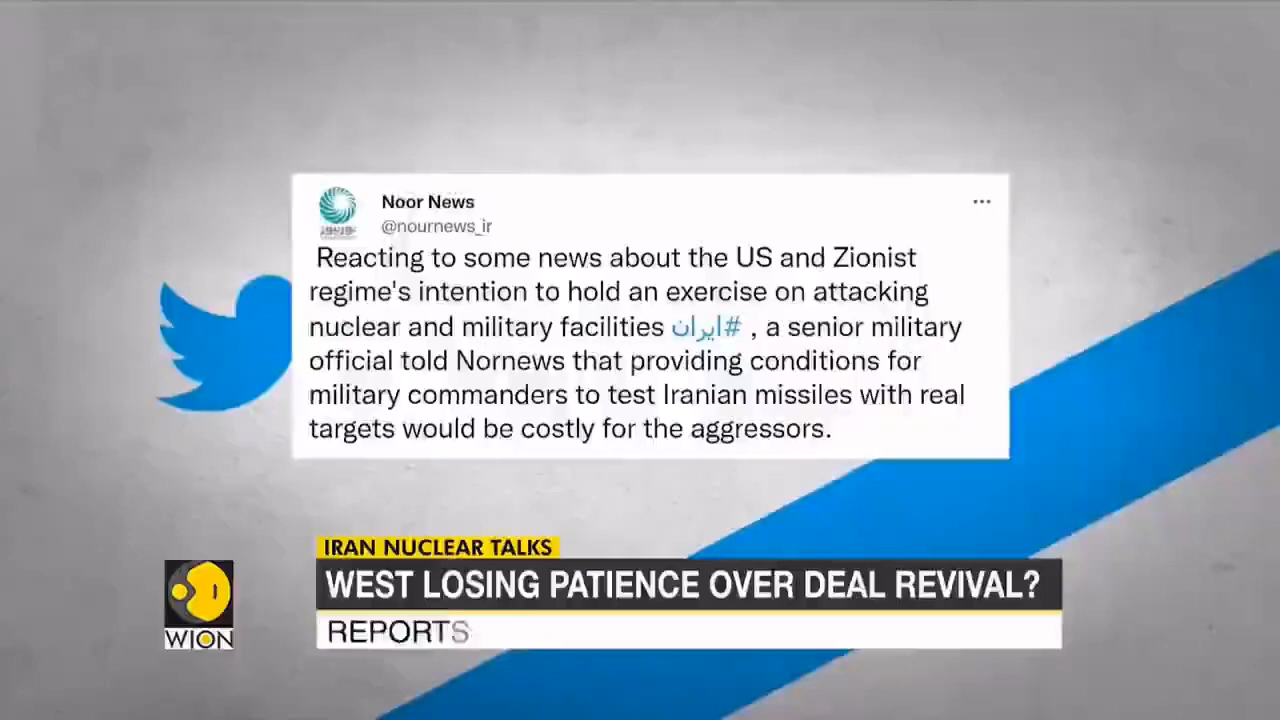 Noor News
@nournews_ir
Reacting to some news about the US and Zionist
regime's intention to hold an exercise on attacking
nuclear and military facilities #ایران , a senior military
official told Nornews that providing conditions for
military commanders to test Iranian missiles with real
targets would be costly for the aggressors.
IRAN NUCLEAR TALKS
WEST LOSING PATIENCE OVER DEAL REVIVAL?
REPORTS
WION